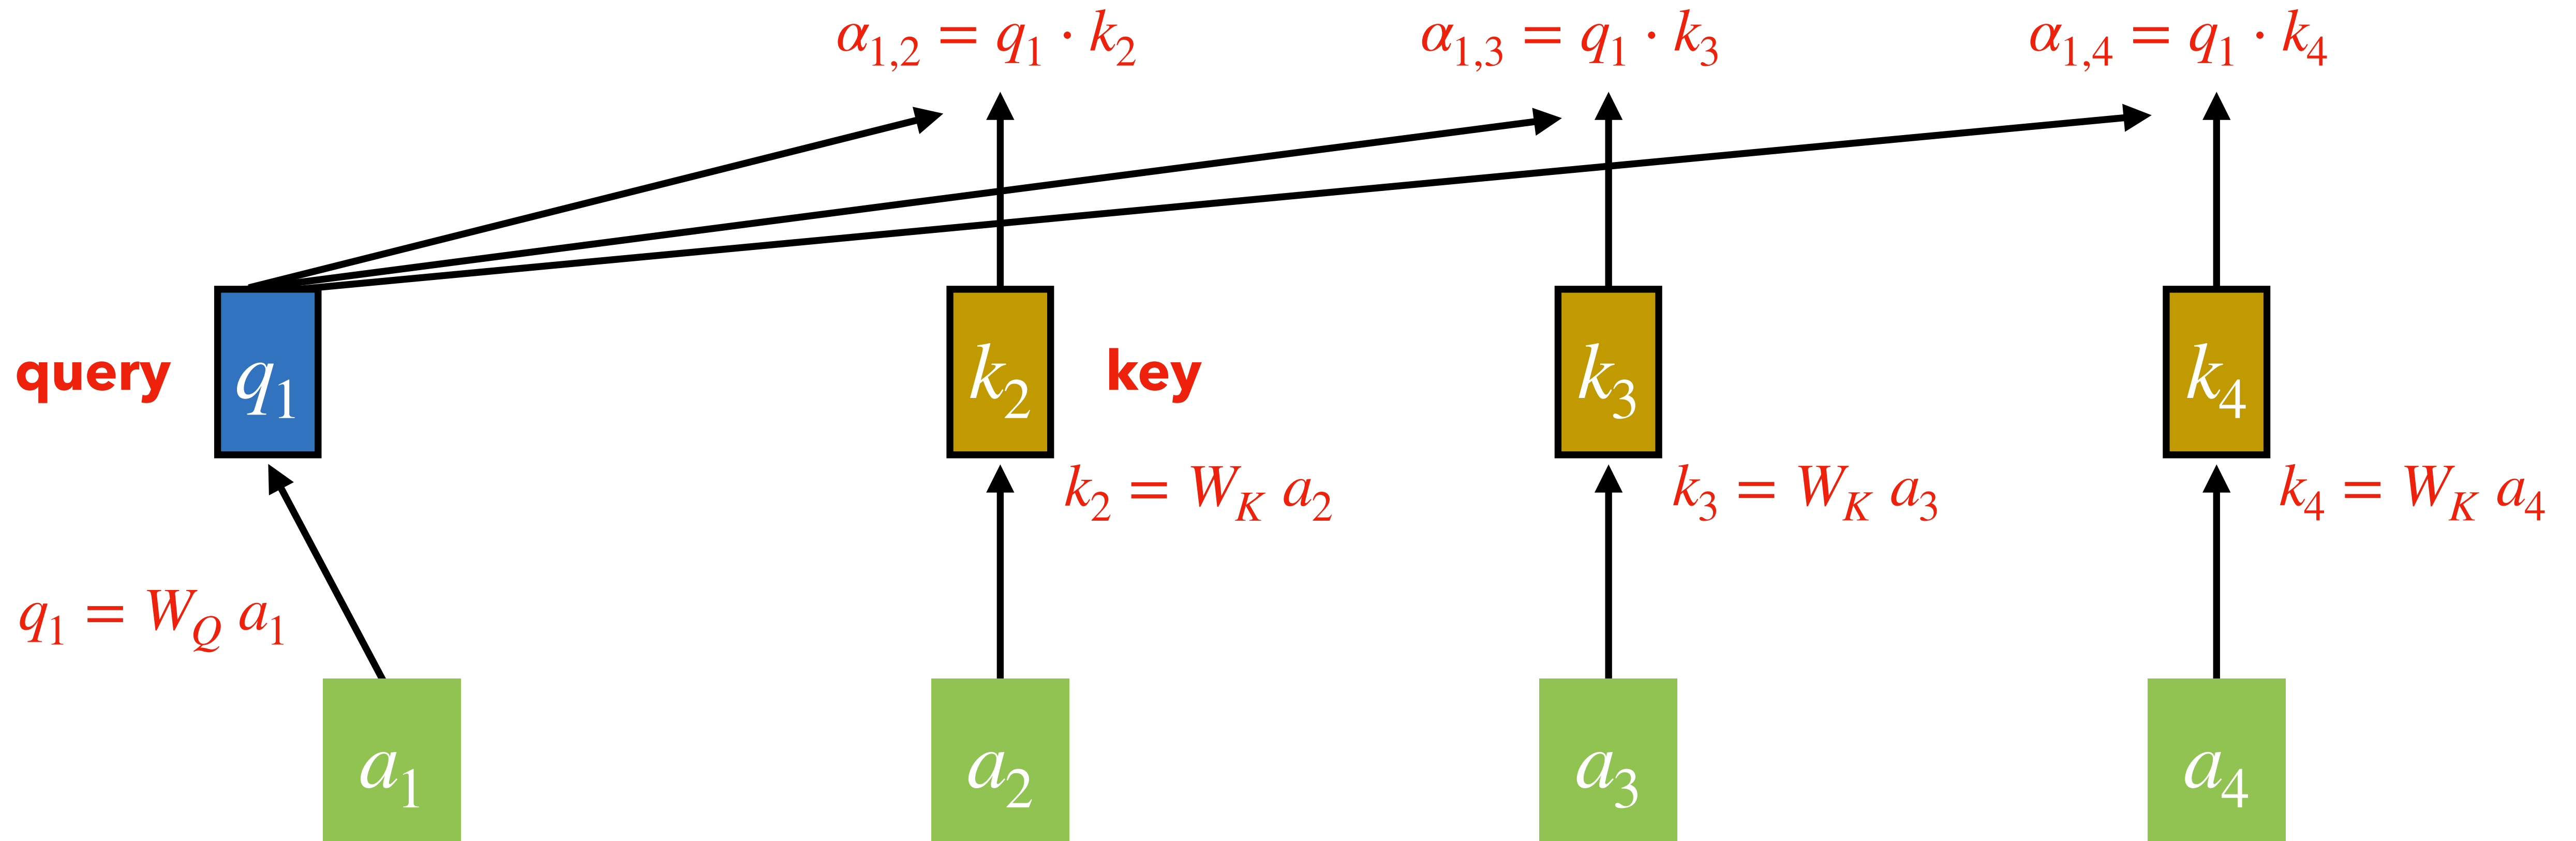 α1,2 = q1 · k2
α1,3 = q1 · k3
α1,4 = q1 · k4
query
q1
k2
key
k3
k4
k2 = WK a2
k3 = WK a3
k4 = WK a4
q1 = WQ a1
a1
a2
a3
a4